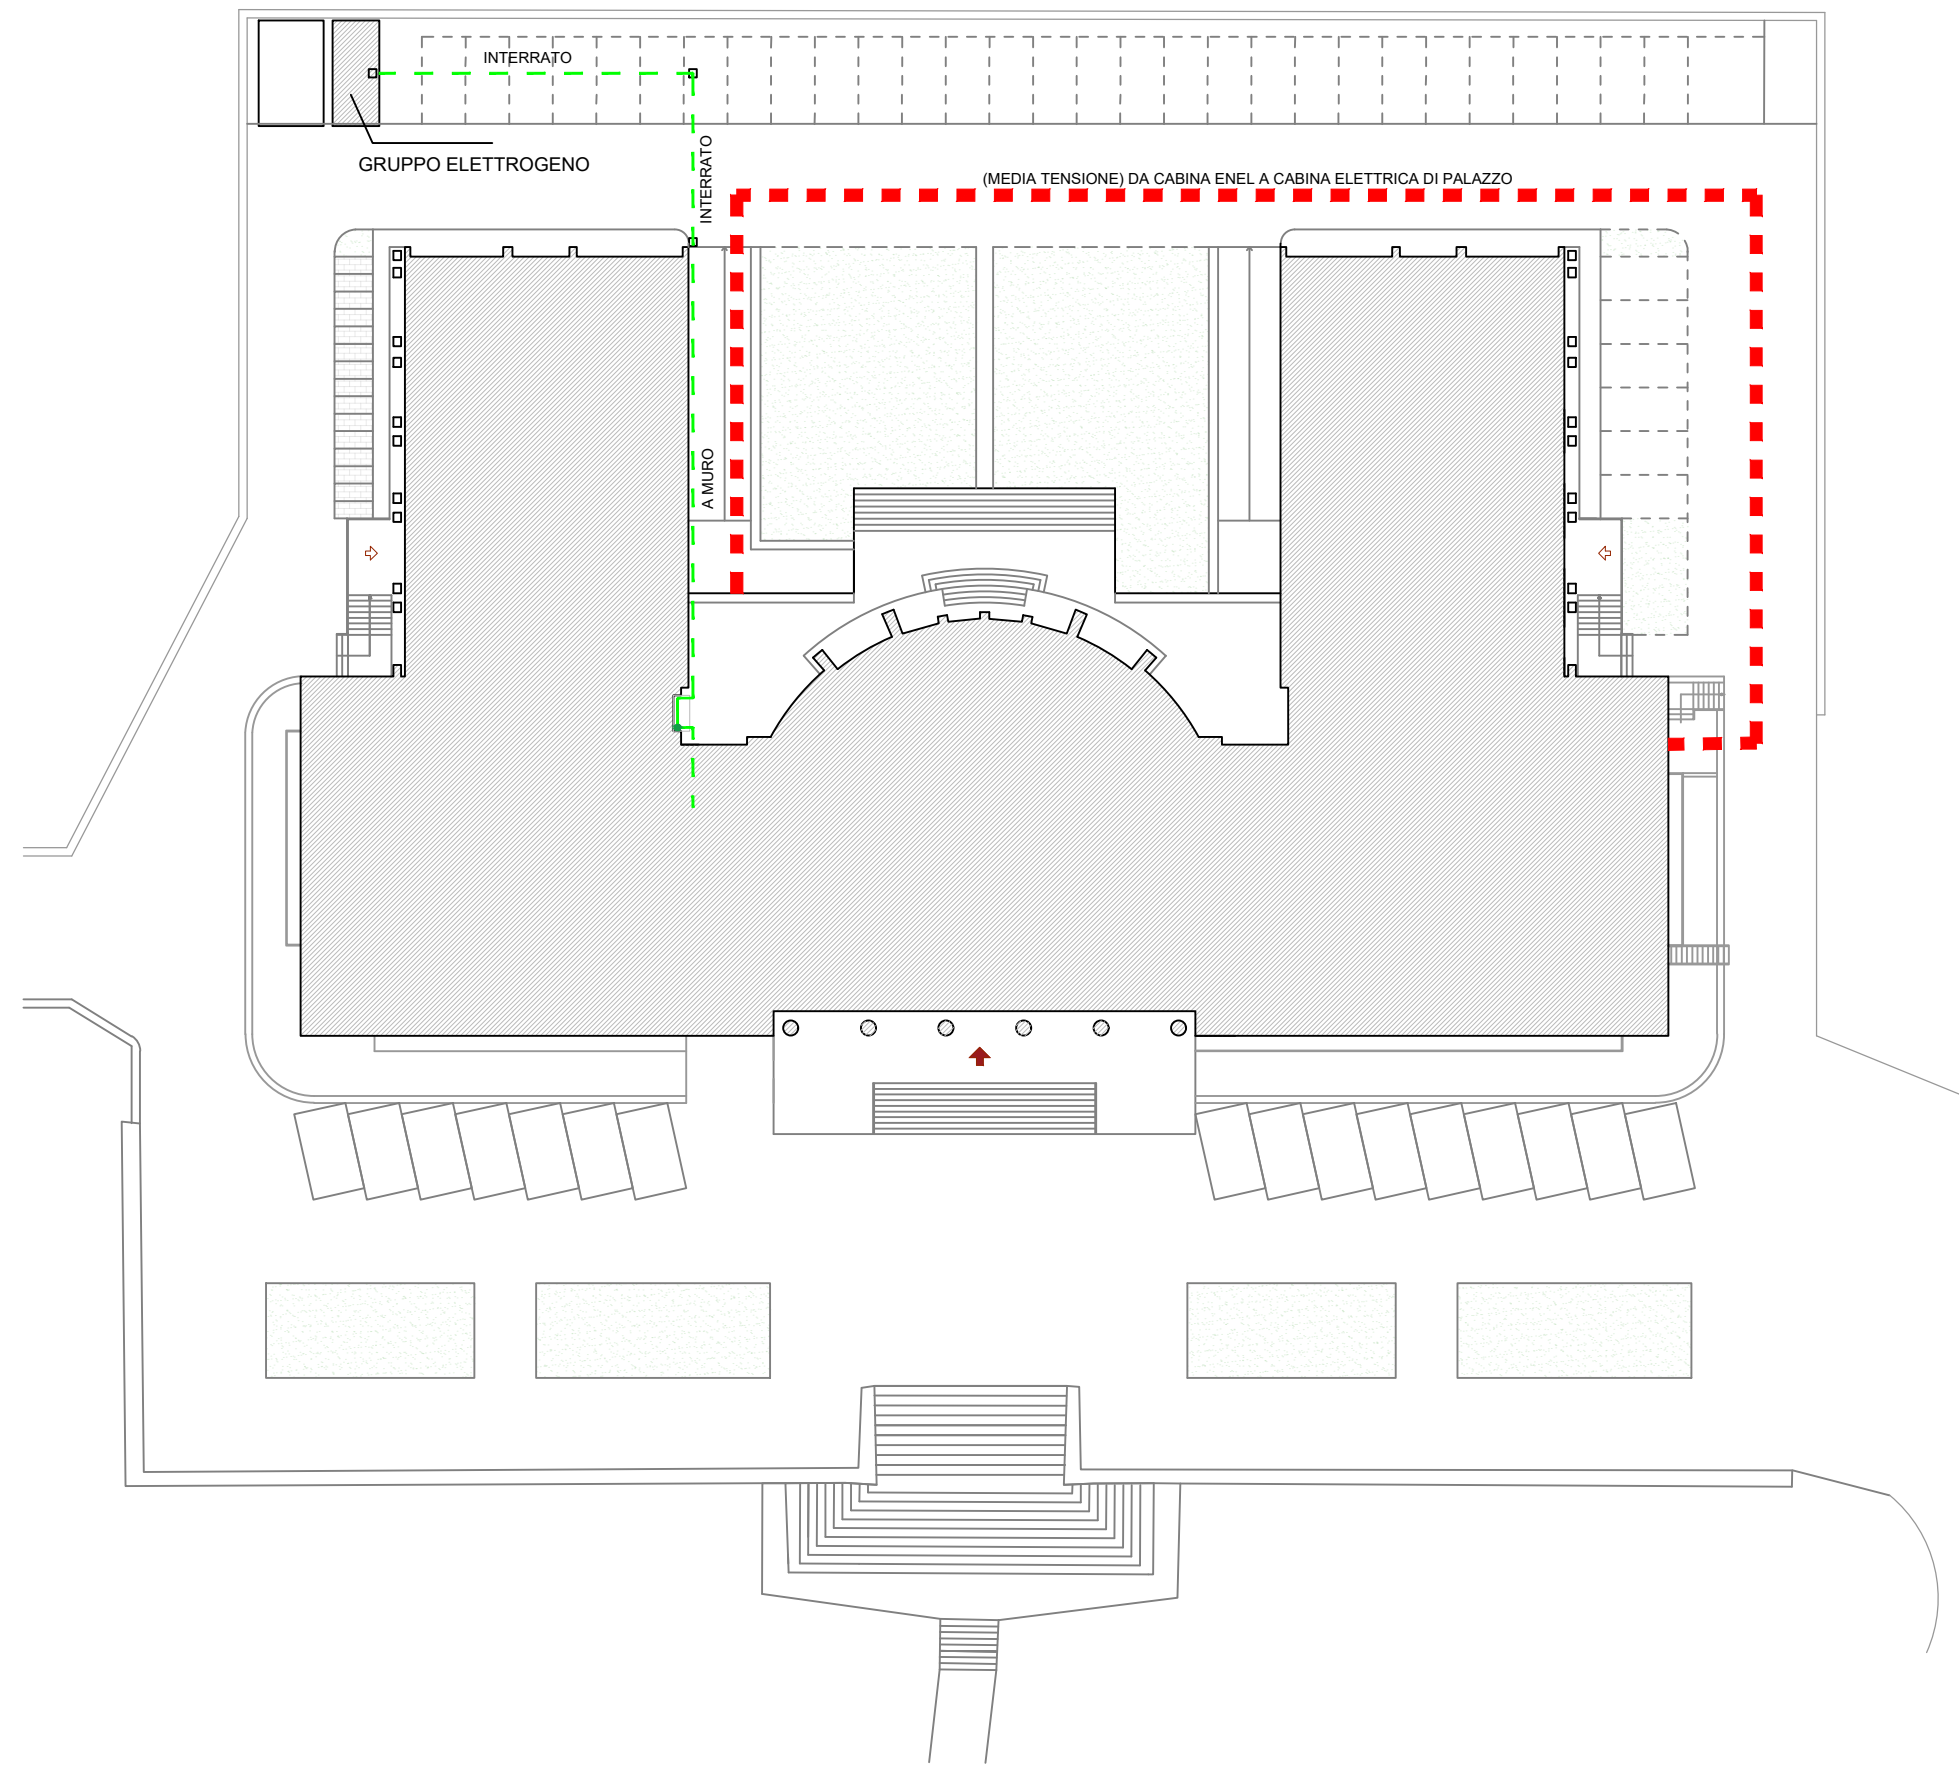 INTERRATO
INTERRATO
GRUPPO ELETTROGENO
(MEDIA TENSIONE) DA CABINA ENEL A CABINA ELETTRICA DI PALAZZO
A MURO